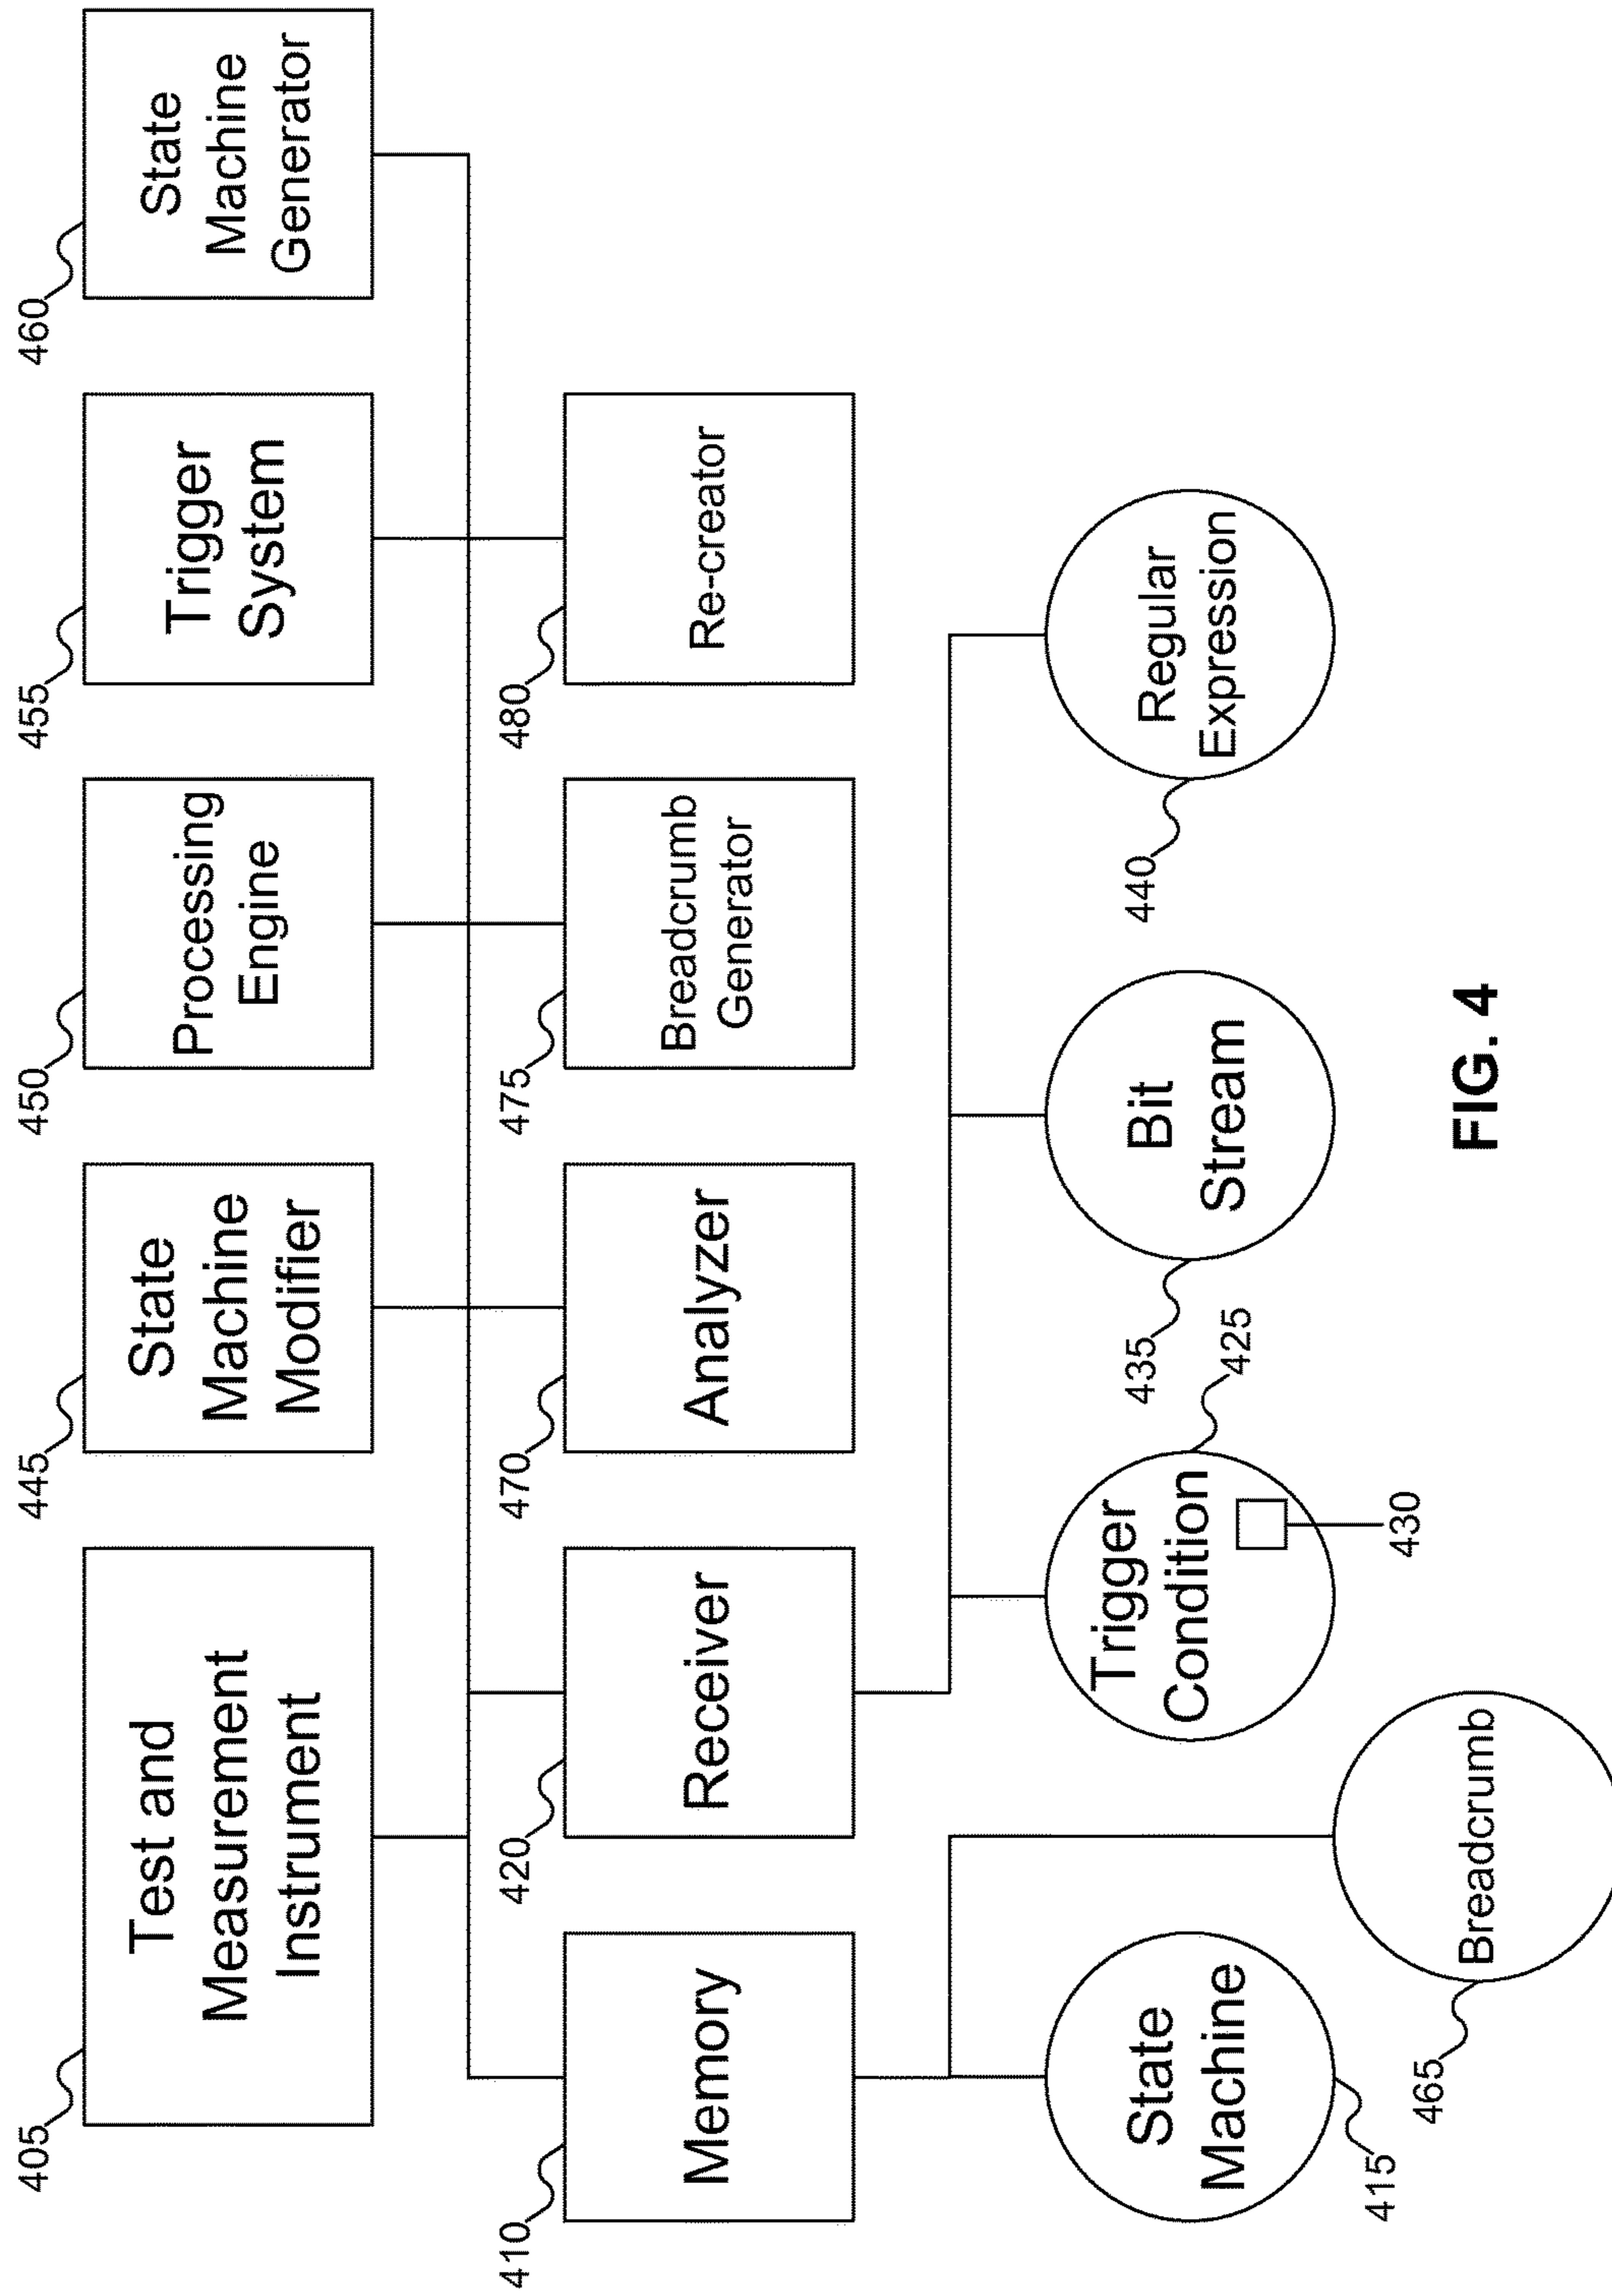 405
Test and
Measurement
Instrument
445
State
Machine
Modifier
450
Processing
Engine
455
Trigger
System
460
State
Machine
Generator
410
Memory
420
Receiver
470
Analyzer
475
Breadcrumb
Generator
480
Re-creator
State
Machine
415
Breadcrumb
465
Trigger
Condition
425
430
Bit
Stream
435
Regular
Expression
440
FIG. 4